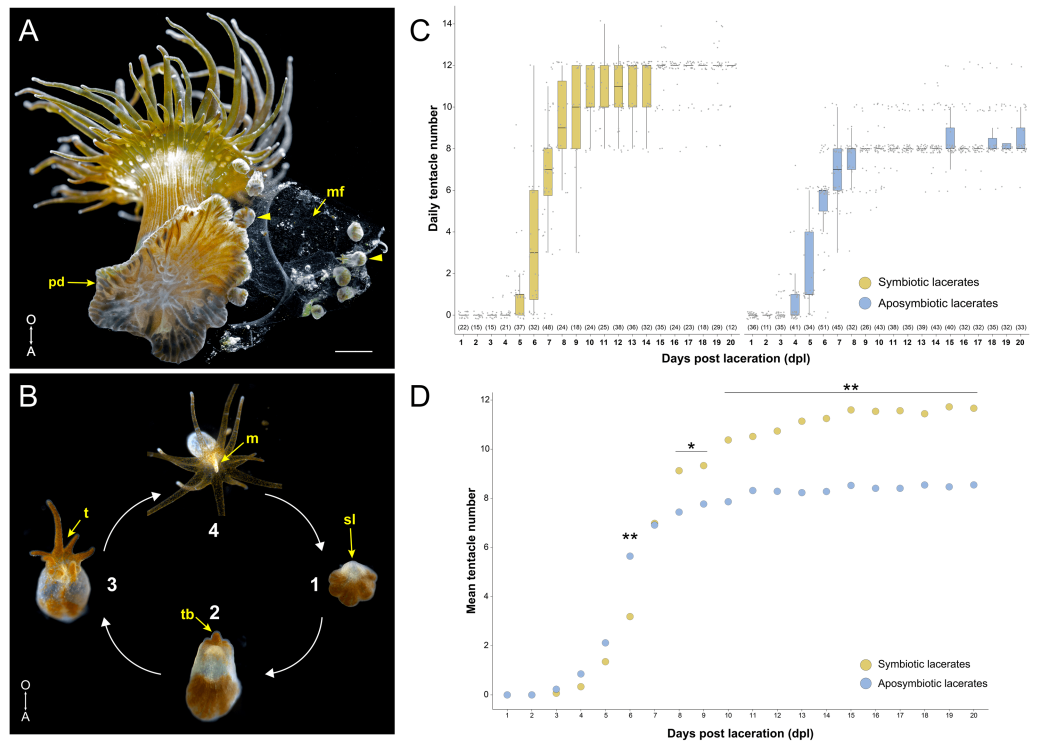 A
mf
pd
O
A
B
m
4
t
sl
3
1
2
tb
O
A
C
Daily tentacle number
14
12
10
8
6
4
2
0
Symbiotic lacerates
Aposymbiotic lacerates
(22) (15) (15) (21) (37) (32) (48) (24) (18) (24) (25) (38) (36) (32) (16) (24) (23) (18) (29) (12) (36) (11) (35) (41) (34) (51) (45) (32) (26) (43) (38) (35) (35) (35) (40) (31) (32) (35) (32) (33)
1 2 3 4 5 6 7 8 9 10 11 12 13 14 15 16 17 18 19 20 1 2 3 4 5 6 7 8 9 10 11 12 13 14 15 16 17 18 19 20
Days post laceration (dpl)
D
Mean tentacle number
12
10
8
6
4
2
0
**
*
**
Symbiotic lacerates
Aposymbiotic lacerates
1 2 3 4 5 6 7 8 9 10 11 12 13 14 15 16 17 18 19 20
Days post laceration (dpl)